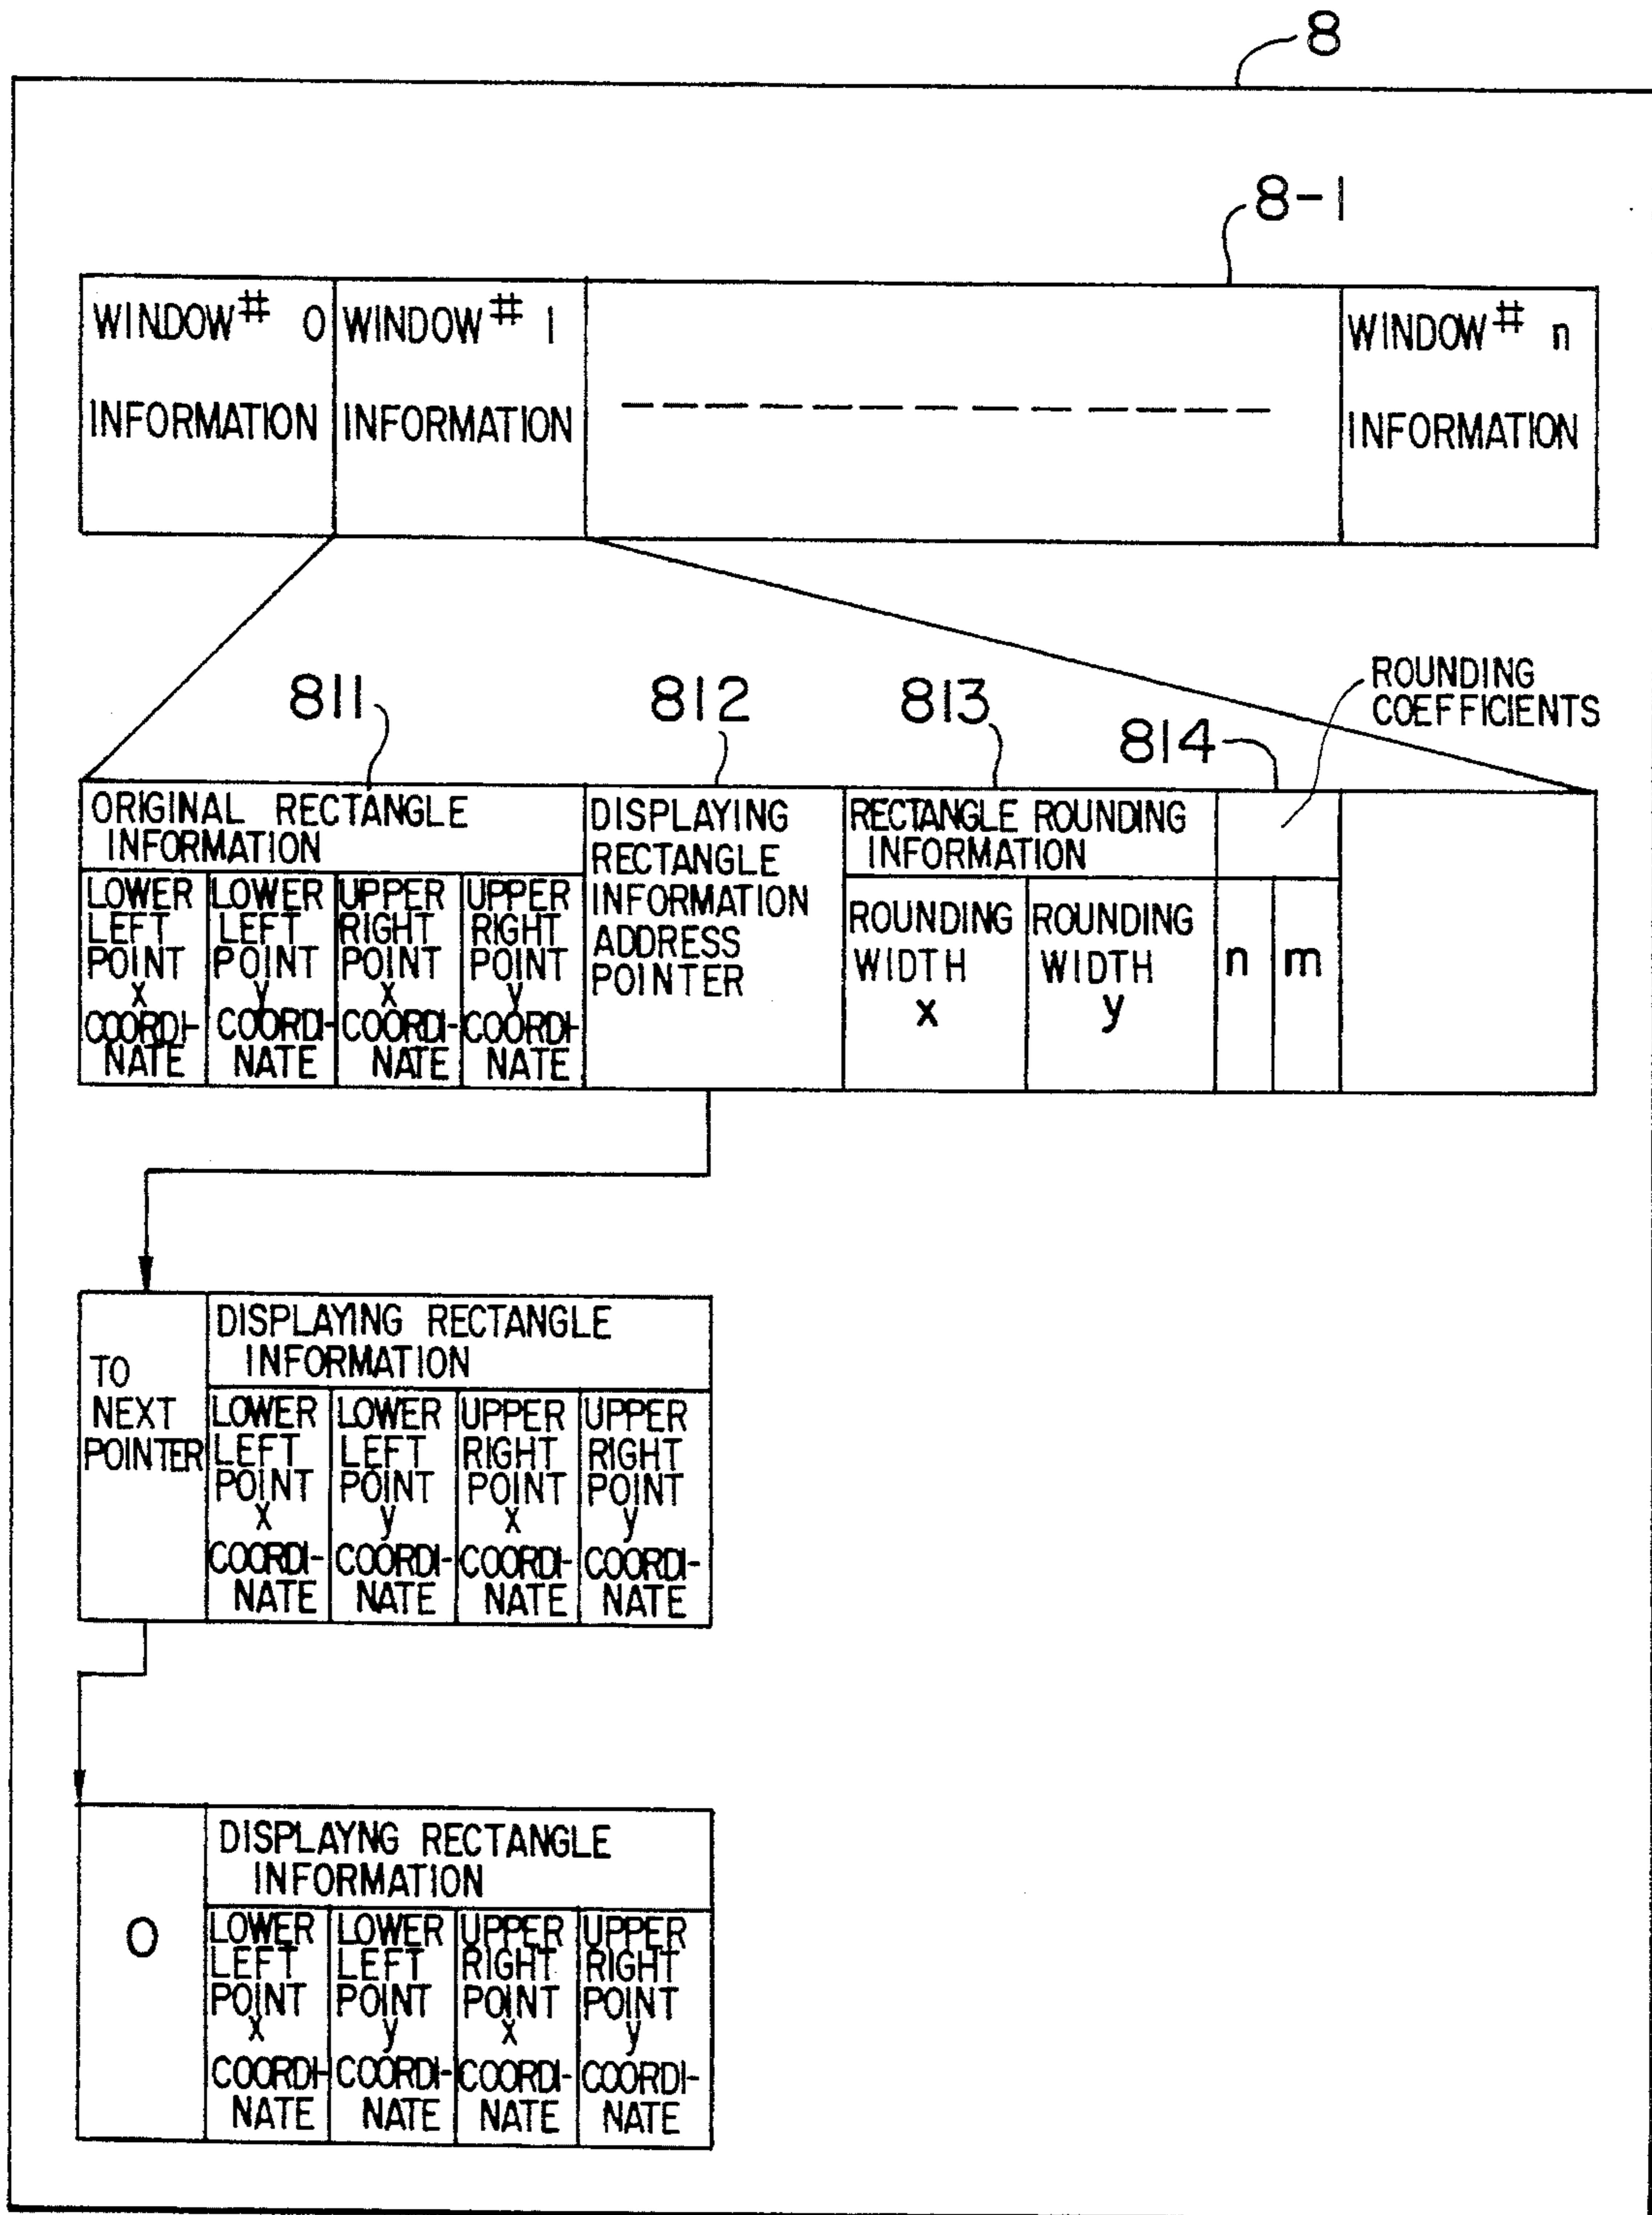 8
8-1
WINDOW# 0
INFORMATION
WINDOW# 1
INFORMATION
WINDOW# n
INFORMATION
811
812
813
814
ROUNDING
COEFFICIENTS
ORIGINAL RECTANGLE
INFORMATION
LOWER
LEFT
POINT
x
COORDI-
NATE
LOWER
LEFT
POINT
y
COORDI-
NATE
UPPER
RIGHT
POINT
x
COORDI-
NATE
UPPER
RIGHT
POINT
y
COORDI-
NATE
DISPLAYING
RECTANGLE
INFORMATION
ADDRESS
POINTER
RECTANGLE ROUNDING
INFORMATION
ROUNDING
WIDTH
x
ROUNDING
WIDTH
y
n
m
TO
NEXT
POINTER
DISPLAYING RECTANGLE
INFORMATION
LOWER
LEFT
POINT
x
COORDI-
NATE
LOWER
LEFT
POINT
y
COORDI-
NATE
UPPER
RIGHT
POINT
x
COORDI-
NATE
UPPER
RIGHT
POINT
y
COORDI-
NATE
0
DISPLAYNG RECTANGLE
INFORMATION
LOWER
LEFT
POINT
x
COORDI-
NATE
LOWER
LEFT
POINT
y
COORDI-
NATE
UPPER
RIGHT
POINT
x
COORDI-
NATE
UPPER
RIGHT
POINT
y
COORDI-
NATE